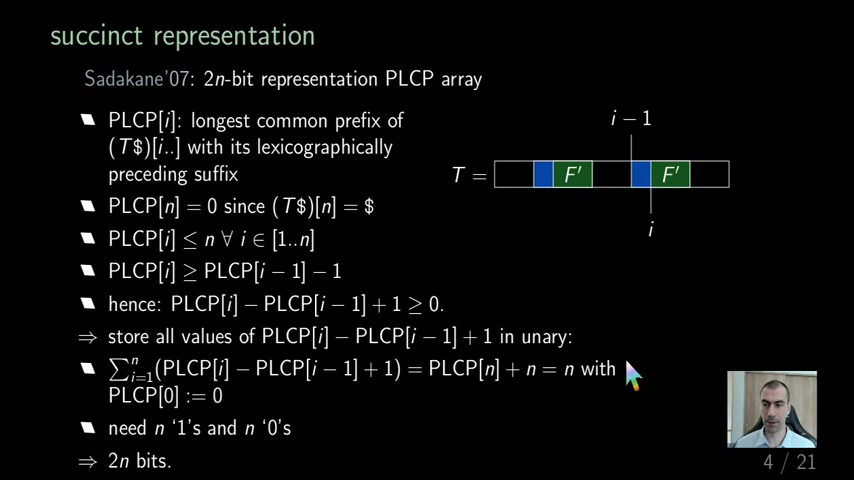 succinct representation
Sadakane'07: 2n-bit representation PLCP array
PLCP[i]: longest common prefix of
(T$)[i..] with its lexicographically
preceding suffix
PLCP[n] = 0 since (T$)[n] = $
PLCP[i] ≤ n ∀ i ∈ [1..n]
PLCP[i] ≥ PLCP[i − 1] − 1
hence: PLCP[i] − PLCP[i − 1] + 1 ≥ 0.
⇒ store all values of PLCP[i] − PLCP[i − 1] + 1 in unary:
∑ⁿᵢ₌₁(PLCP[i] − PLCP[i − 1] + 1) = PLCP[n] + n = n with
PLCP[0] := 0
need n ‘1’s and n ‘0’s
⇒ 2n bits.
i − 1
T = F′ F′
i
4 / 21